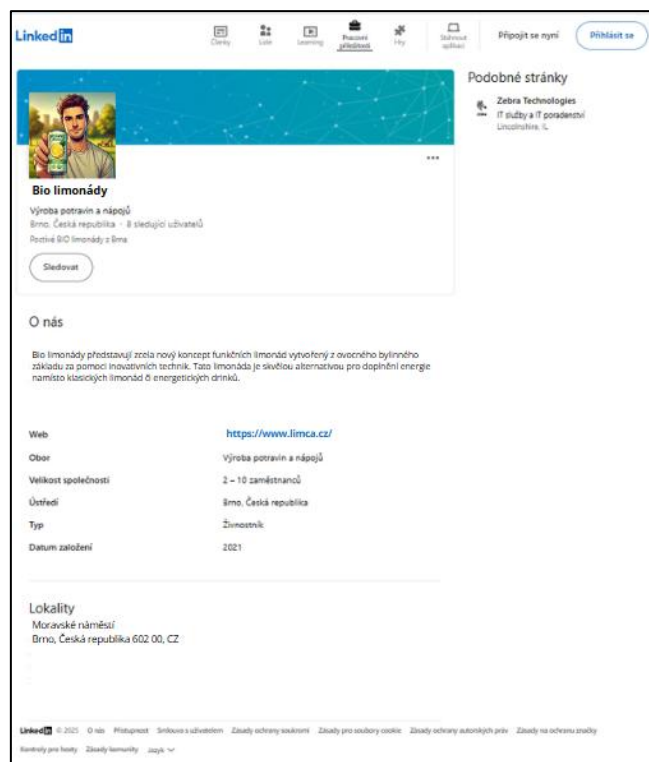 Linked in
Články
Lidé
Learning
Pracovní příležitosti
Hry
Stáhnout aplikaci
Připojit se nyní
Přihlásit se
Podobné stránky
Zebra Technologies
IT služby a IT poradenství
Lincolnshire, IL
Bio limonády
Výroba potravin a nápojů
Brno, Česká republika · 8 sledující uživatelů
Poctivé BIO limonády z Brna
Sledovat
O nás
Bio limonády představují zcela nový koncept funkčních limonád vytvořený z ovocného bylinného
základu za pomoci inovativních technik. Tato limonáda je skvělou alternativou pro doplnění energie
namísto klasických limonád či energetických drinků.
Web https://www.limca.cz/
Obor Výroba potravin a nápojů
Velikost společnosti 2 – 10 zaměstnanců
Ústředí Brno, Česká republika
Typ Živnostník
Datum založení 2021
Lokality
Moravské náměstí
Brno, Česká republika 602 00, CZ
Linked in © 2025 O nás Přístupnost Smlouva s uživatelem Zásady ochrany soukromí Zásady pro soubory cookie Zásady ochrany autorských práv Zásady na ochranu značky
Kontroly pro hosty Zásady komunity Jazyk